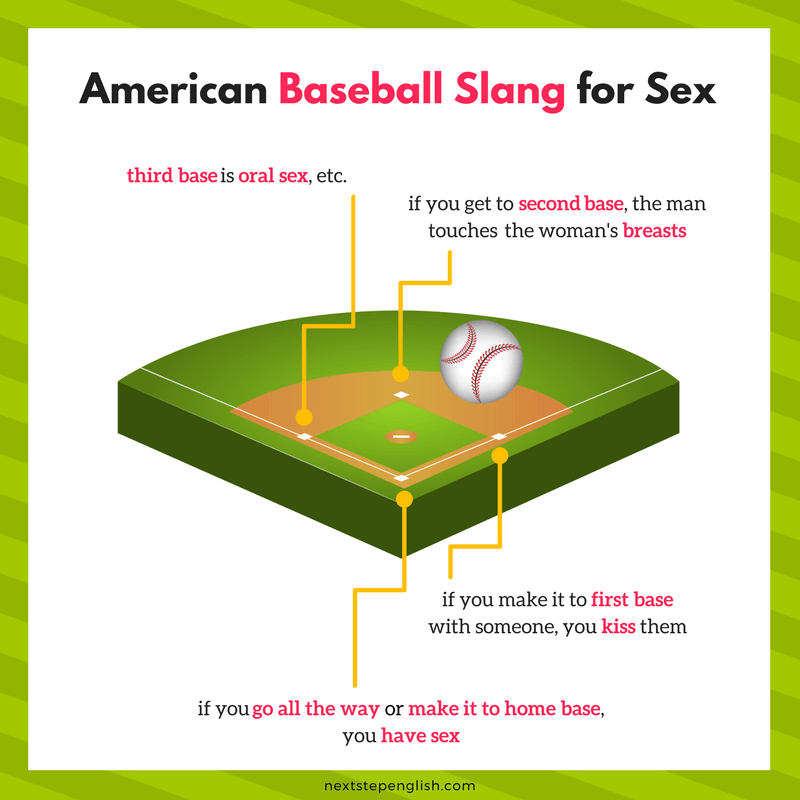 American Baseball Slang for Sex
third base is oral sex, etc.
if you get to second base, the man
touches the woman's breasts
if you make it to first base
with someone, you kiss them
if you go all the way or make it to home base,
you have sex
nextstepenglish.com